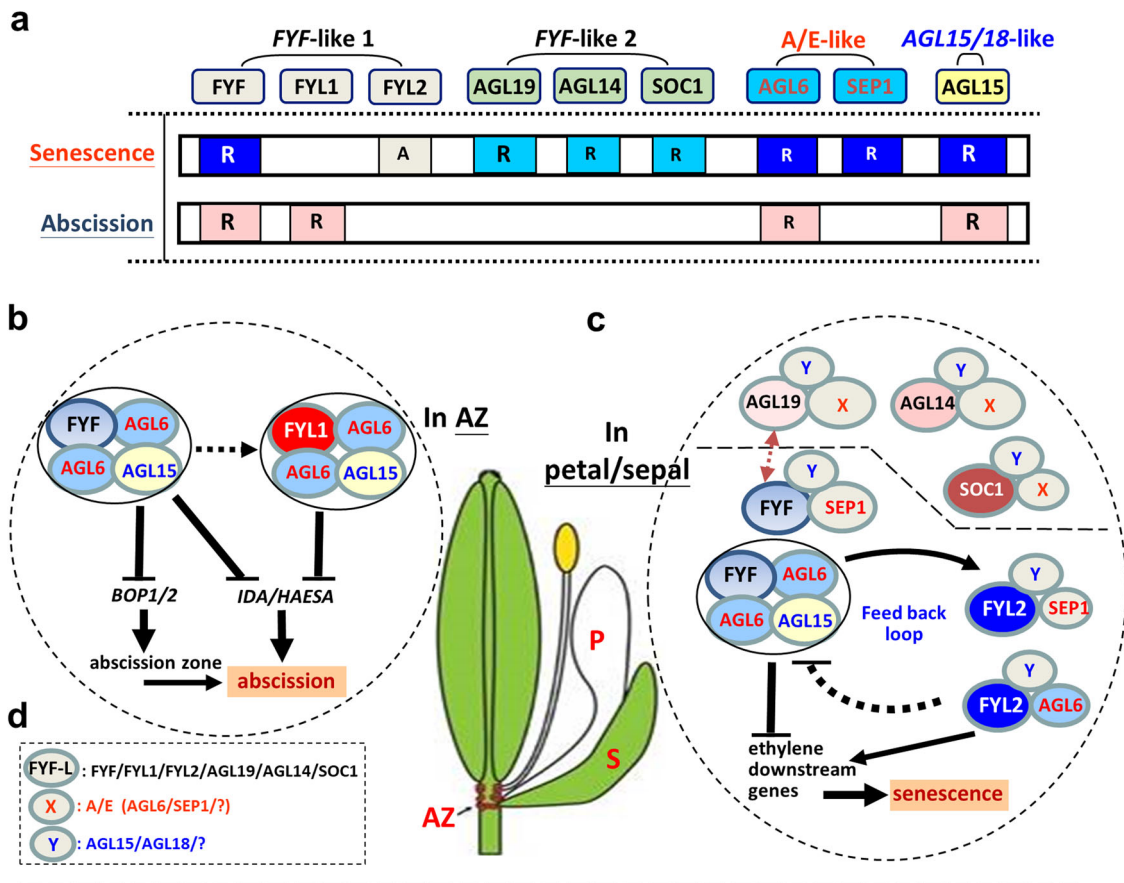 a
FYF-like 1 FYF-like 2 A/E-like AGL15/18-like
FYF FYL1 FYL2 AGL19 AGL14 SOC1 AGL6 SEP1 AGL15
Senescence R A R R R R R R
Abscission R R R R
b
FYF AGL6
AGL6 AGL15
FYL1 AGL6
AGL6 AGL15
In AZ
BOP1/2 IDA/HAESA
abscission zone
abscission
c
In
petal/sepal
Y
AGL19 X
Y
AGL14 X
Y
SOC1 X
Y
FYF SEP1
FYF AGL6
AGL6 AGL15
Feed back
loop
Y
FYL2 SEP1
Y
FYL2 AGL6
ethylene
downstream
genes
senescence
P
S
AZ
d
FYF-L : FYF/FYL1/FYL2/AGL19/AGL14/SOC1
X : A/E (AGL6/SEP1/?)
Y : AGL15/AGL18/?